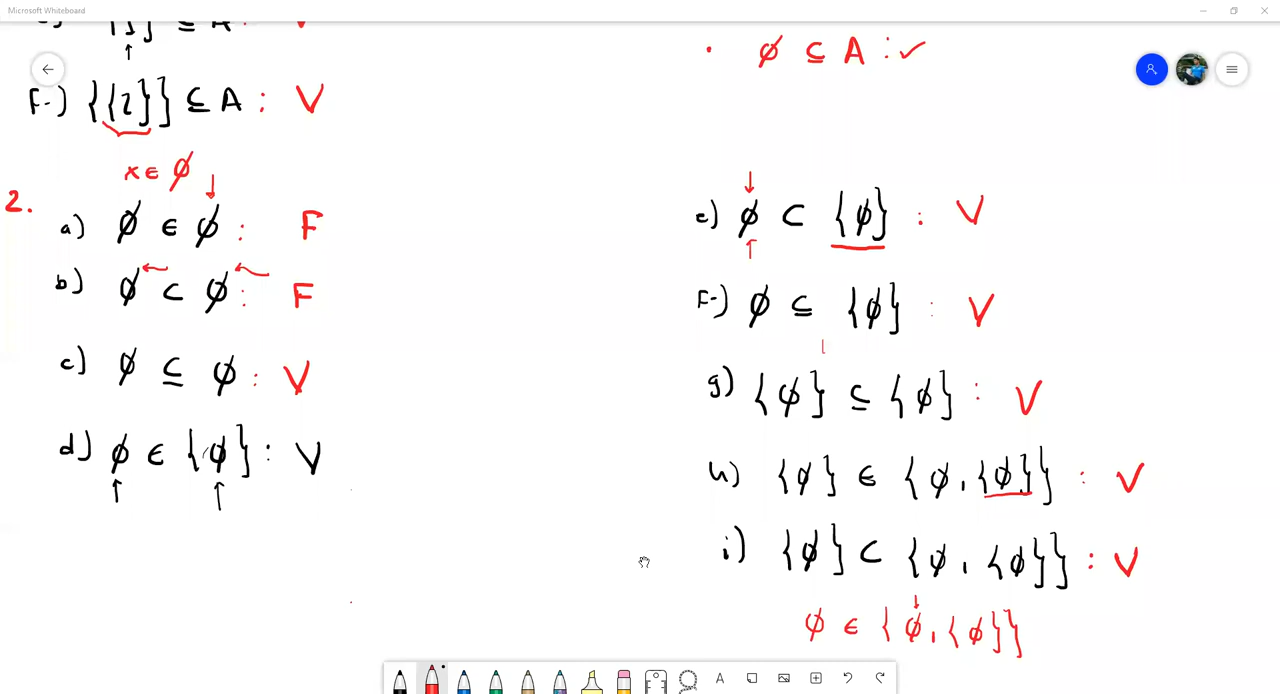 Microsoft Whiteboard
⊆ A
F-) {{2}} ⊆ A : V
x ∈ ϕ
2.
a) ϕ ∈ ϕ : F
b) ϕ ⊂ ϕ : F
c) ϕ ⊆ ϕ : V
d) ϕ ∈ {ϕ} : V
• ϕ ⊆ A : ✓
e) ϕ ⊂ {ϕ} : V
F-) ϕ ⊆ {ϕ} : V
g) {ϕ} ⊆ {ϕ} : V
h) {ϕ} ∈ {ϕ, {ϕ}} : V
i) {ϕ} ⊂ {ϕ, {ϕ}} : V
ϕ ∈ {ϕ, {ϕ}}
A